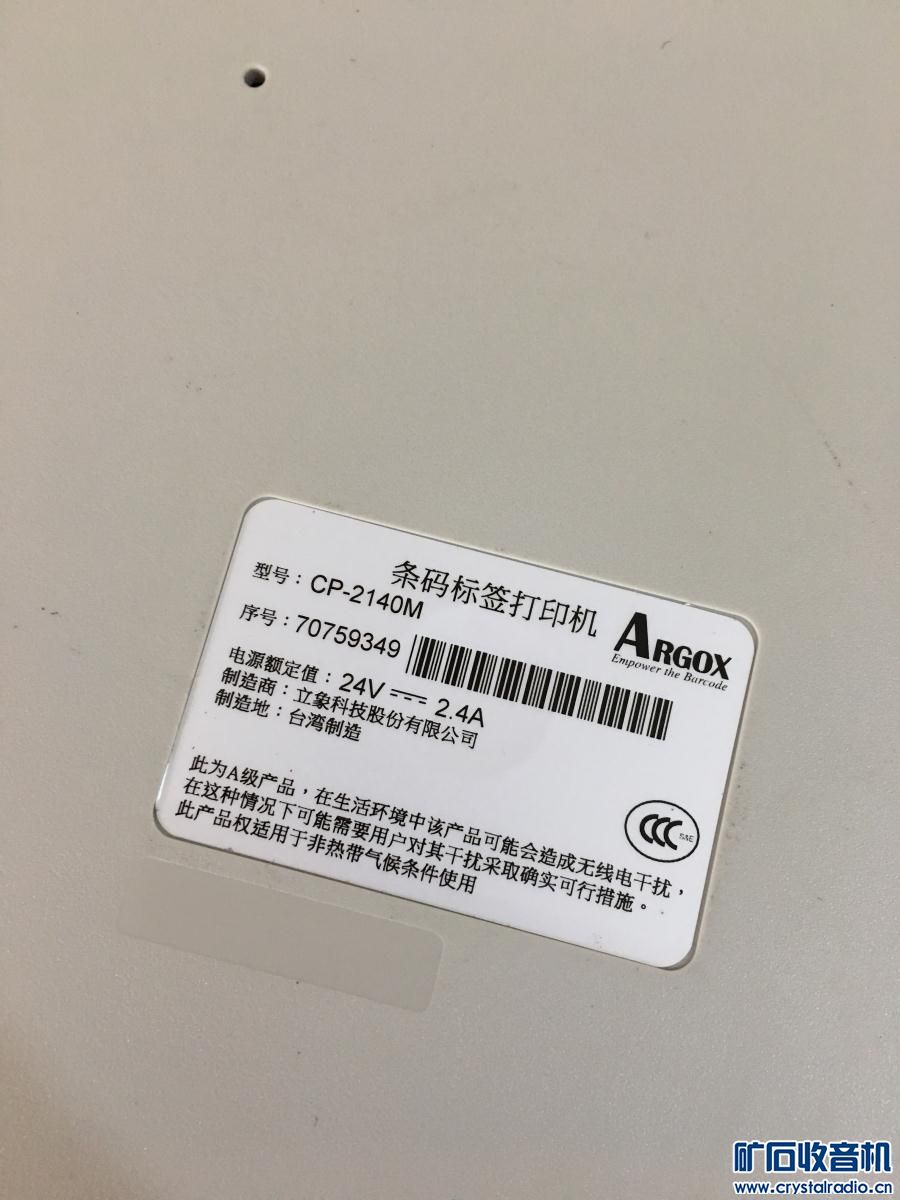 条码标签打印机
型号：CP-2140M
ARGOX
Empower the Barcode
序号：70759349
电源额定值：24V 2.4A
制造商：立象科技股份有限公司
制造地：台湾制造
CCC S&E
此为A级产品，在生活环境中该产品可能会造成无线电干扰，
在这种情况下可能需要用户对其干扰采取确实可行措施。
此产品权适用于非热带气候条件使用
矿石收音机
www.crystalradio.cn